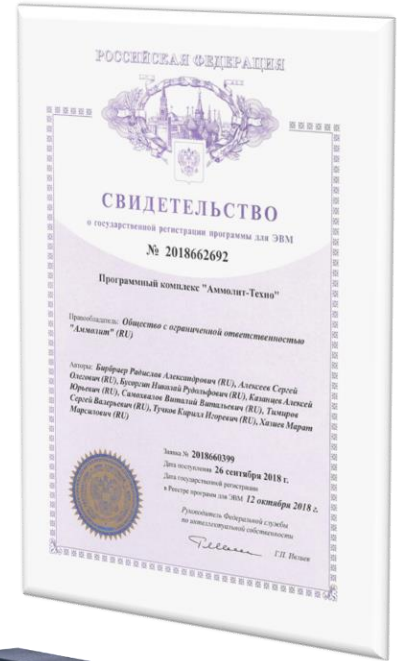 РОССИЙСКАЯ ФЕДЕРАЦИЯ
СВИДЕТЕЛЬСТВО
о государственной регистрации программы для ЭВМ
№ 2018662692
Программный комплекс "Аммолит-Техно"
Правообладатель: Общество с ограниченной ответственностью
"Аммолит" (RU)
Авторы: Бирбраер Радислав Александрович (RU), Алексеев Сергей
Олегович (RU), Бусоргин Николай Рудольфович (RU), Казанцев Алексей
Юрьевич (RU), Самохвалов Виталий Витальевич (RU), Тимиров
Сергей Валерьевич (RU), Тучков Кирилл Игоревич (RU), Хазиев Марат
Марсилович (RU)
Заявка № 2018660399
Дата поступления 26 сентября 2018 г.
Дата государственной регистрации
в Реестре программ для ЭВМ 12 октября 2018 г.
Руководитель Федеральной службы
по интеллектуальной собственности
Г.П. Ивлиев